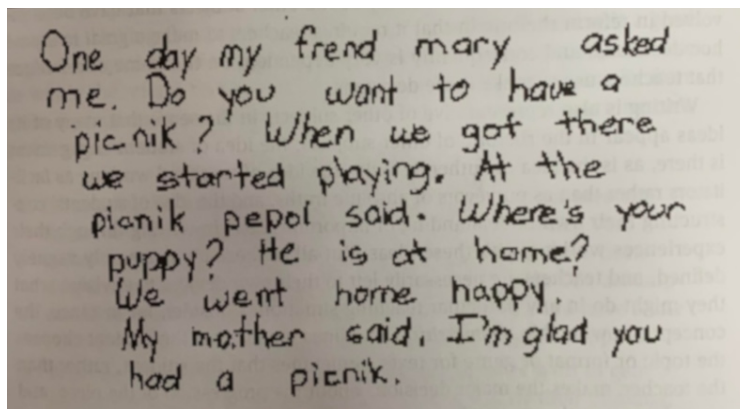 One day my frend mary asked
me. Do you want to have a
picnik? When we got there
we started playing. At the
picnik pepol said. Where's your
puppy? He is at home?
We went home happy.
My mother said. I'm glad you
had a picnik.